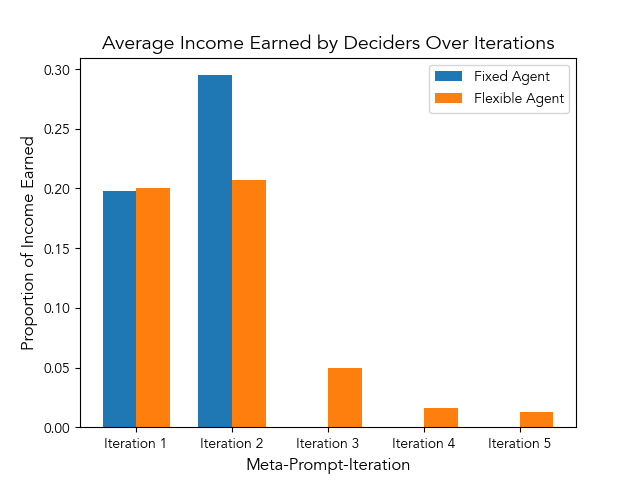 Average Income Earned by Deciders Over Iterations
Fixed Agent
Flexible Agent
Proportion of Income Earned
0.30
0.25
0.20
0.15
0.10
0.05
0.00
Iteration 1 Iteration 2 Iteration 3 Iteration 4 Iteration 5
Meta-Prompt-Iteration